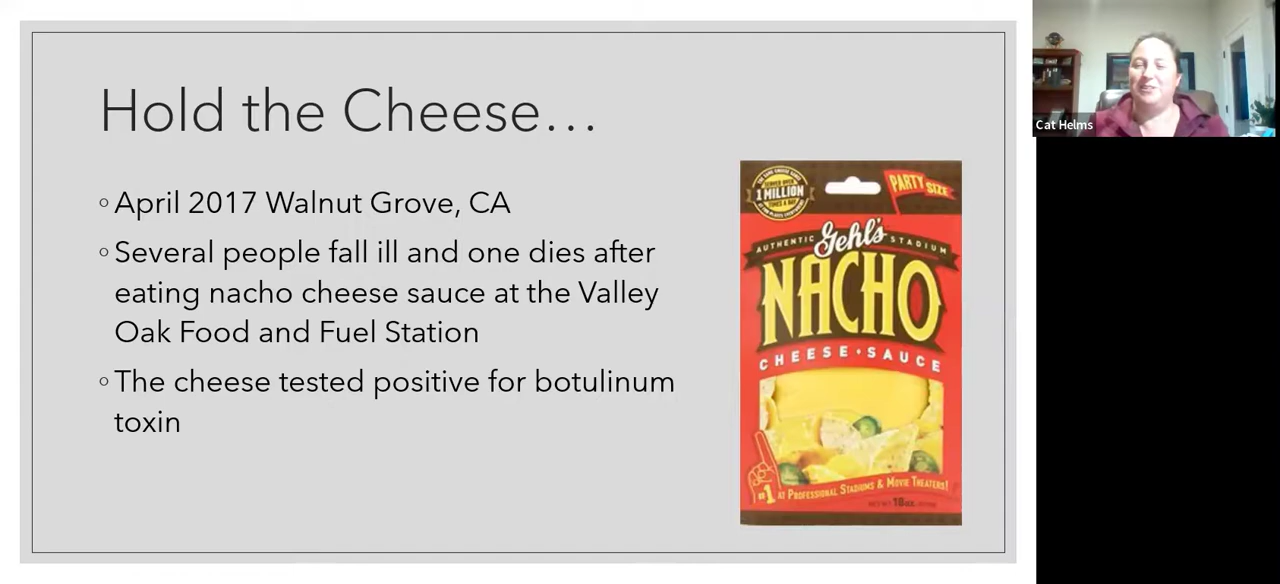 Hold the Cheese…
◦ April 2017 Walnut Grove, CA
◦ Several people fall ill and one dies after
eating nacho cheese sauce at the Valley
Oak Food and Fuel Station
◦ The cheese tested positive for botulinum
toxin
1 MILLION
PARTY SIZE
AUTHENTIC Gehl's STADIUM
NACHO
CHEESE • SAUCE
#1 AT PROFESSIONAL STADIUMS & MOVIE THEATERS!
Cat Helms